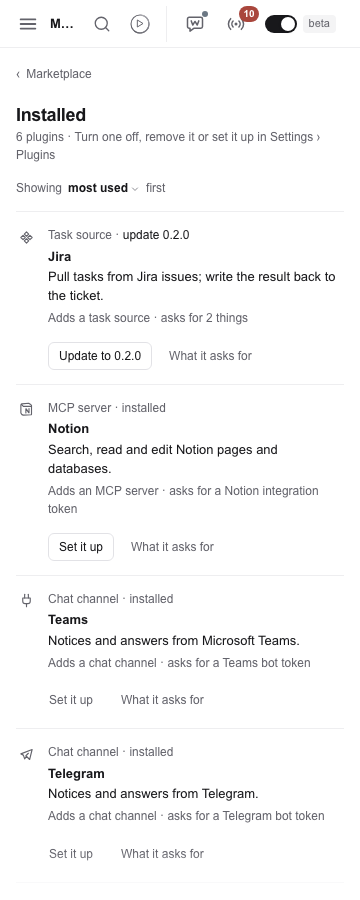 M...
10
beta
‹ Marketplace
Installed
6 plugins · Turn one off, remove it or set it up in Settings ›
Plugins
Showing most used first
Task source · update 0.2.0
Jira
Pull tasks from Jira issues; write the result back to
the ticket.
Adds a task source · asks for 2 things
Update to 0.2.0 What it asks for
MCP server · installed
Notion
Search, read and edit Notion pages and
databases.
Adds an MCP server · asks for a Notion integration
token
Set it up What it asks for
Chat channel · installed
Teams
Notices and answers from Microsoft Teams.
Adds a chat channel · asks for a Teams bot token
Set it up What it asks for
Chat channel · installed
Telegram
Notices and answers from Telegram.
Adds a chat channel · asks for a Telegram bot token
Set it up What it asks for